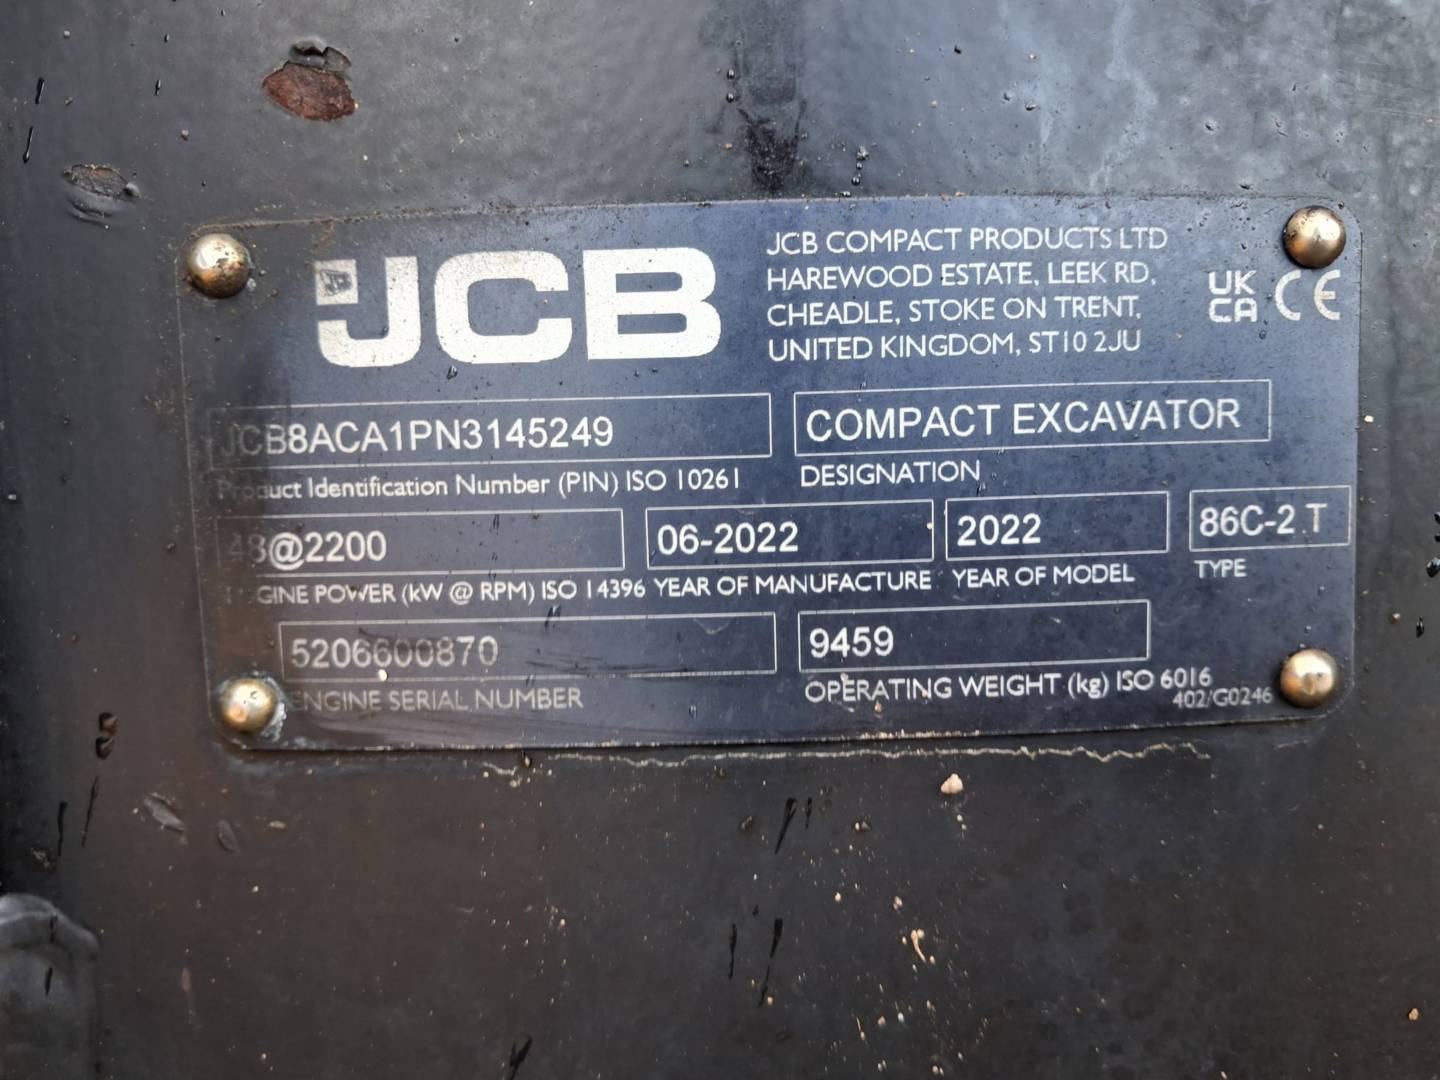 JCB
JCB COMPACT PRODUCTS LTD
HAREWOOD ESTATE, LEEK RD,
CHEADLE, STOKE ON TRENT,
UNITED KINGDOM, ST10 2JU
UK
CA
CE
JCB8ACA1PN3145249
Product Identification Number (PIN) ISO 10261
COMPACT EXCAVATOR
DESIGNATION
48@2200
ENGINE POWER (kW @ RPM) ISO 14396
06-2022
YEAR OF MANUFACTURE
2022
YEAR OF MODEL
86C-2 T
TYPE
5206600870
ENGINE SERIAL NUMBER
9459
OPERATING WEIGHT (kg) ISO 6016
402/G0246